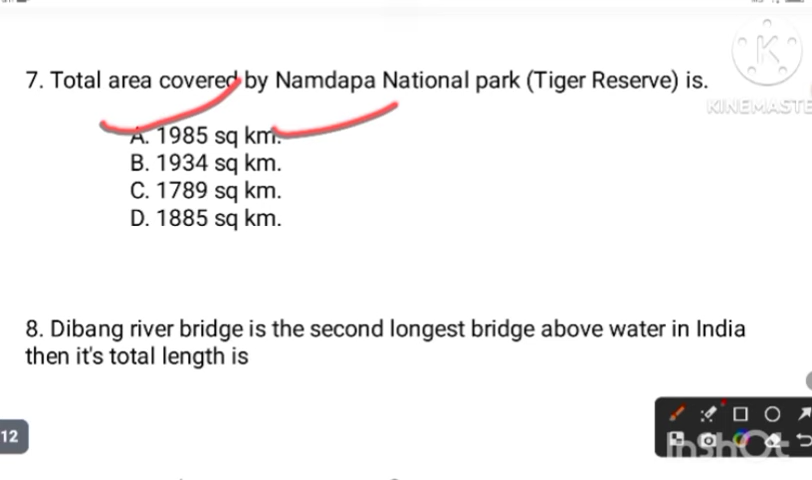 7. Total area covered by Namdapa National park (Tiger Reserve) is.
K
KINEMASTE
A. 1985 sq km.
B. 1934 sq km.
C. 1789 sq km.
D. 1885 sq km.
8. Dibang river bridge is the second longest bridge above water in India
then it's total length is
12
InShOt